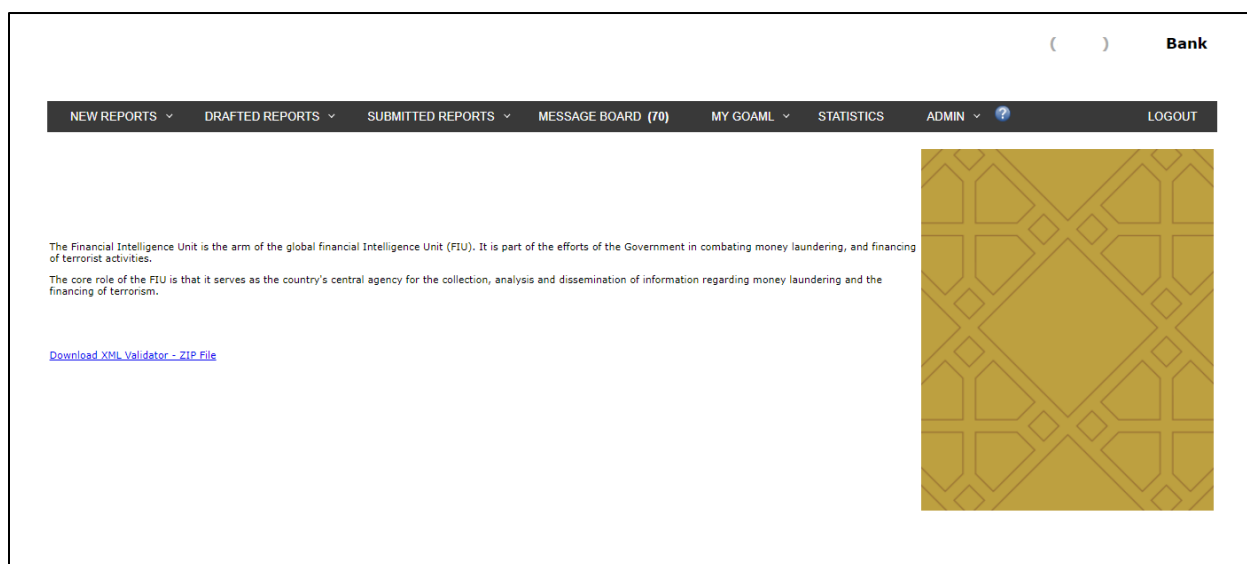 ( ) Bank
NEW REPORTS DRAFTED REPORTS SUBMITTED REPORTS MESSAGE BOARD (70) MY GOAML STATISTICS ADMIN ? LOGOUT
The Financial Intelligence Unit is the arm of the global financial Intelligence Unit (FIU). It is part of the efforts of the Government in combating money laundering, and financing
of terrorist activities.
The core role of the FIU is that it serves as the country's central agency for the collection, analysis and dissemination of information regarding money laundering and the
financing of terrorism.
Download XML Validator - ZIP File